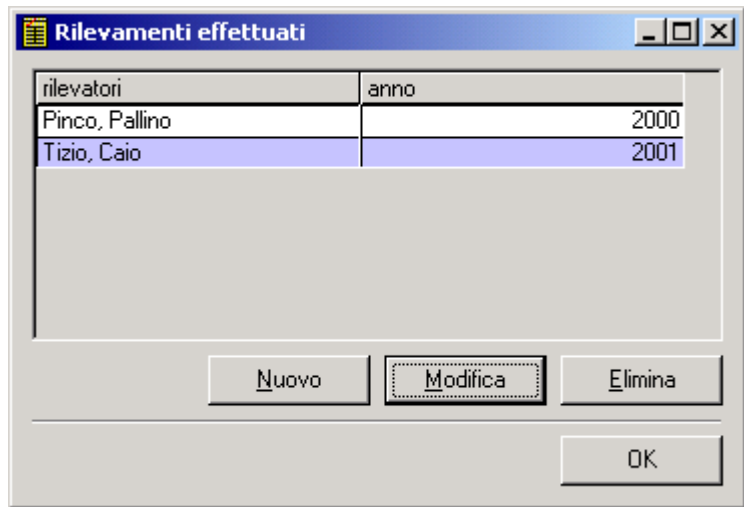 Rilevamenti effettuati
rilevatori anno
Pinco, Pallino 2000
Tizio, Caio 2001
Nuovo Modifica Elimina
OK